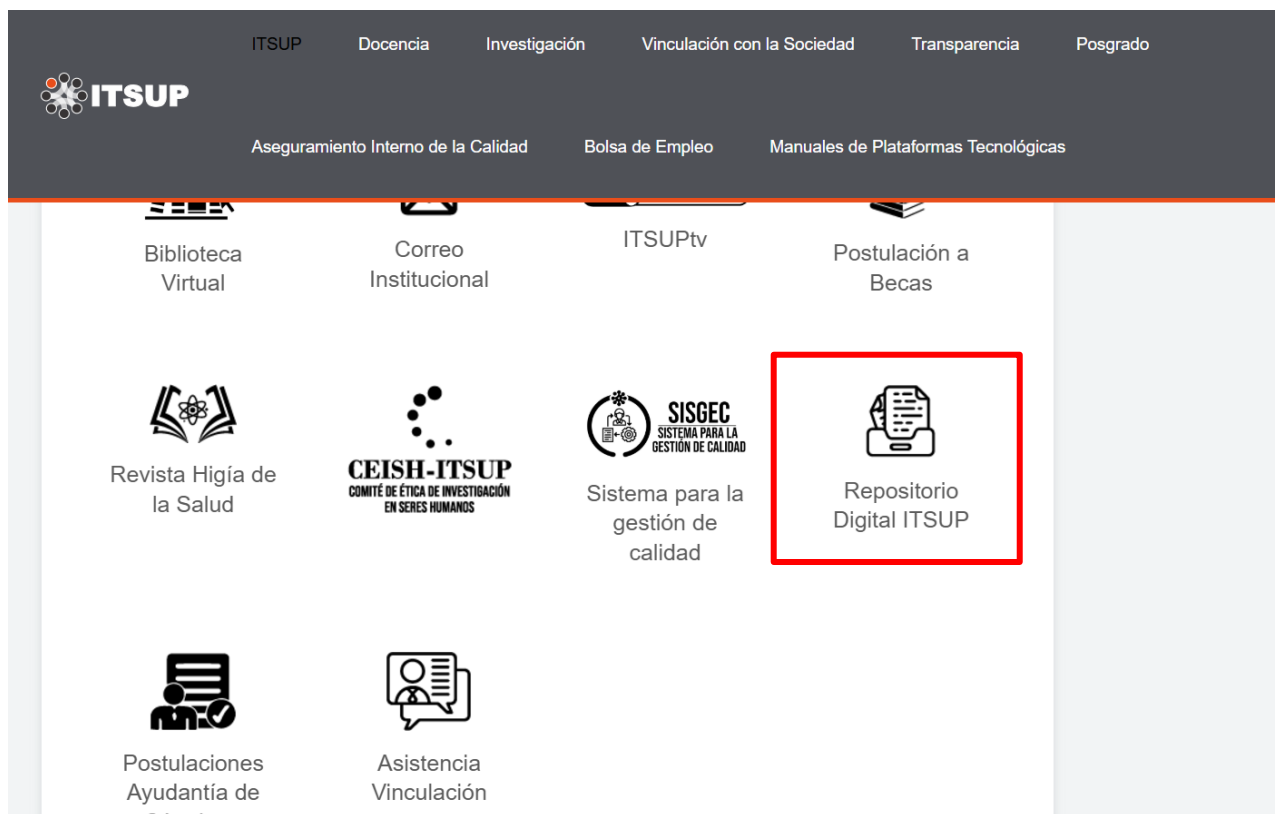 ITSUP Docencia Investigación Vinculación con la Sociedad Transparencia Posgrado
ITSUP
Aseguramiento Interno de la Calidad Bolsa de Empleo Manuales de Plataformas Tecnológicas
Biblioteca
Virtual
Correo
Institucional
ITSUPtv
Postulación a
Becas
Revista Higía de
la Salud
CEISH-ITSUP
COMITÉ DE ÉTICA DE INVESTIGACIÓN
EN SERES HUMANOS
SISGEC
SISTEMA PARA LA
GESTIÓN DE CALIDAD
Sistema para la
gestión de
calidad
Repositorio
Digital ITSUP
Postulaciones
Ayudantía de
Asistencia
Vinculación